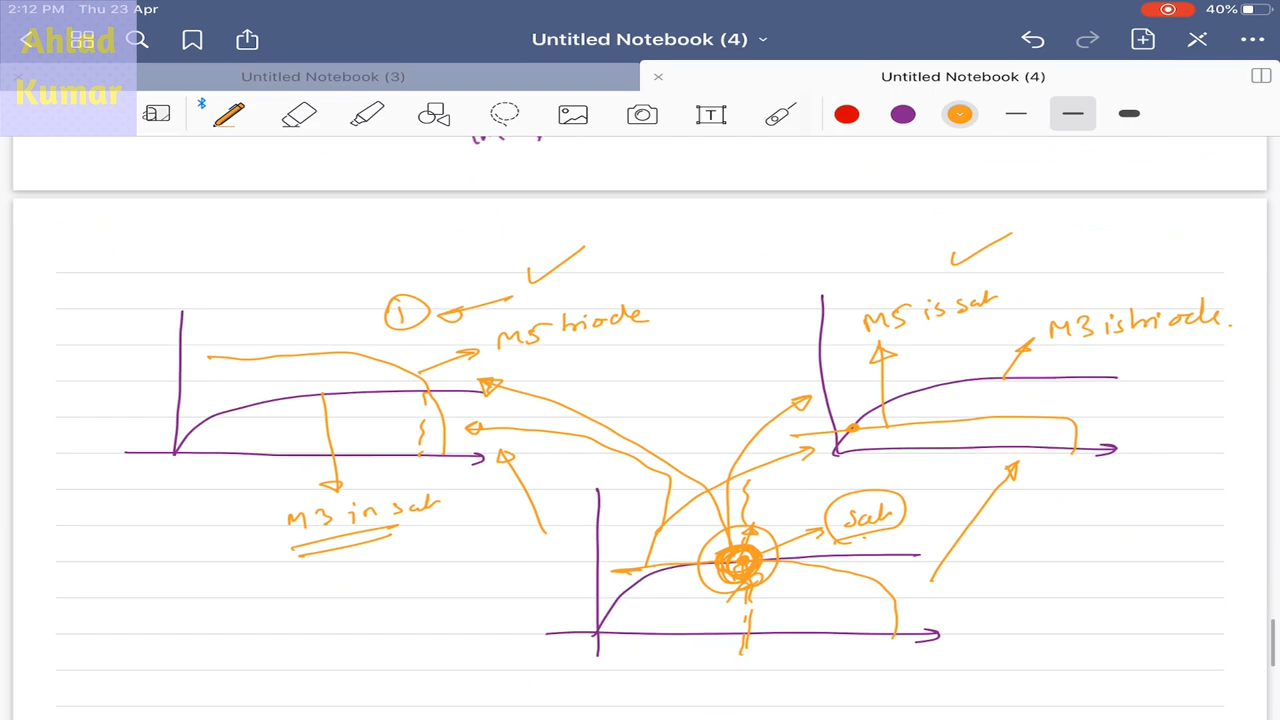 2:12 PM Thu 23 Apr
40%
Ahlad
Kumar
Untitled Notebook (4)
Untitled Notebook (3)
Untitled Notebook (4)
T
1
M5 triode
M3 in sat
M5 is sat
M3 is triode.
sat